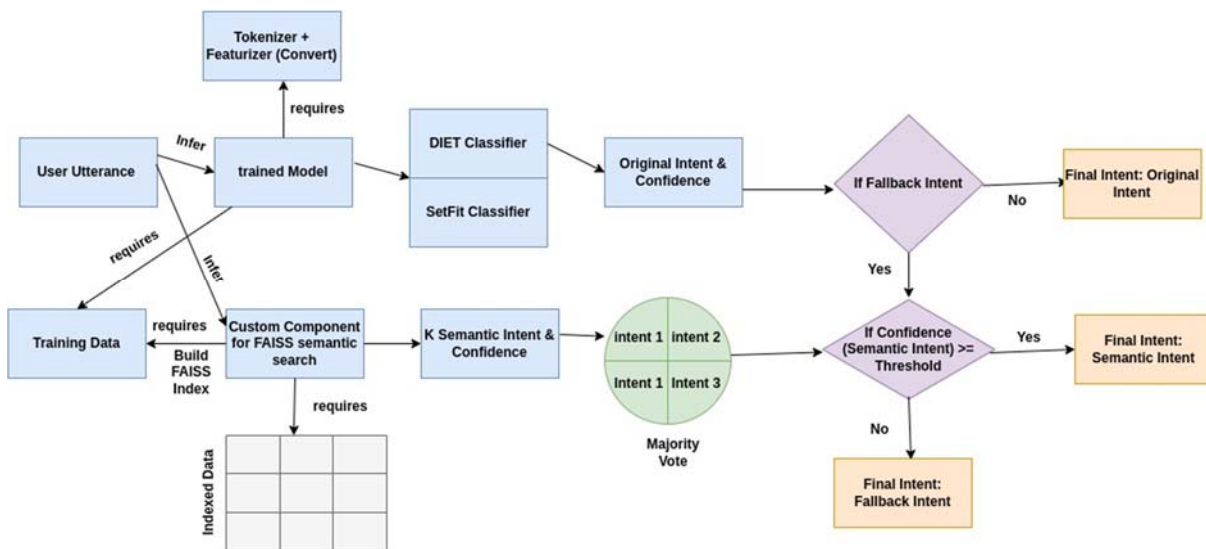 Tokenizer +
Featurizer (Convert)
requires
Infer
User Utterance
trained Model
DIET Classifier
SetFit Classifier
Original Intent &
Confidence
If Fallback Intent
No
Final Intent: Original
Intent
requires
Infer
Yes
Training Data
requires
Build
FAISS
Index
Custom Component
for FAISS semantic
search
K Semantic Intent &
Confidence
intent 1
intent 2
Intent 1
Intent 3
Majority
Vote
If Confidence
(Semantic Intent) >=
Threshold
Yes
Final Intent:
Semantic Intent
requires
No
Indexed Data
Final Intent:
Fallback Intent